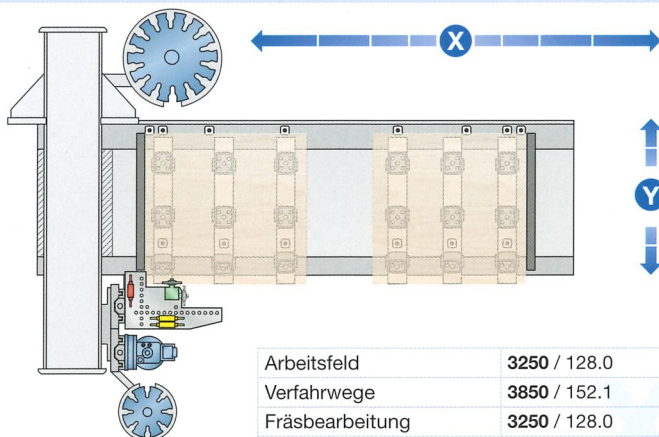 X
Y
Arbeitsfeld 3250 / 128.0
Verfahrwege 3850 / 152.1
Fräsbearbeitung 3250 / 128.0